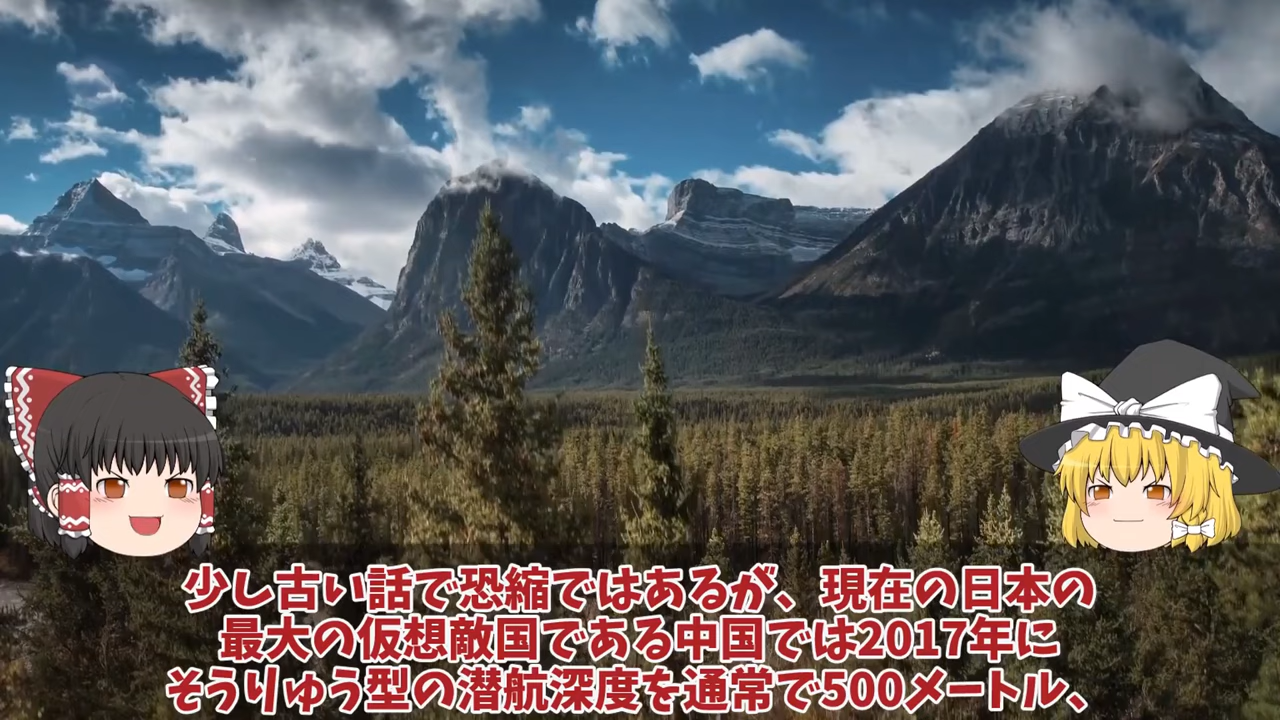 少し古い話で恐縮ではあるが、現在の日本の
最大の仮想敵国である中国では2017年に
そうりゅう型の潜航深度を通常で500メートル、